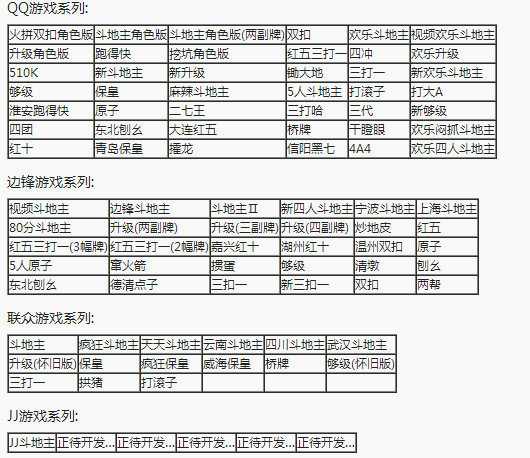 QQ游戏系列:
火拼双扣角色版 斗地主角色版 斗地主角色版(两副牌) 双扣 欢乐斗地主 视频欢乐斗地主
升级角色版 跑得快 挖坑角色版 红五三打一 四冲 欢乐升级
510K 新斗地主 新升级 锄大地 三打一 新欢乐斗地主
够级 保皇 麻辣斗地主 5人斗地主 打滚子 打大A
淮安跑得快 原子 二七王 三打哈 三代 新够级
四团 东北刨幺 大连红五 桥牌 干瞪眼 欢乐闷抓斗地主
红十 青岛保皇 攉龙 信阳黑七 4A4 欢乐四人斗地主
边锋游戏系列:
视频斗地主 边锋斗地主 斗地主Ⅱ 新四人斗地主 宁波斗地主 上海斗地主
80分斗地主 升级(两副牌) 升级(三副牌) 升级(四副牌) 炒地皮 红五
红五三打一(3幅牌) 红五三打一(2幅牌) 嘉兴红十 湖州红十 温州双扣 原子
5人原子 窜火箭 掼蛋 够级 清墩 刨幺
东北刨幺 德清点子 三扣一 新三扣一 双扣 两帮
联众游戏系列:
斗地主 疯狂斗地主 天天斗地主 云南斗地主 四川斗地主 武汉斗地主
升级(怀旧版) 保皇 疯狂保皇 威海保皇 桥牌 够级(怀旧版)
三打一 拱猪 打滚子
JJ游戏系列:
JJ斗地主 正待开发... 正待开发... 正待开发... 正待开发... 正待开发...